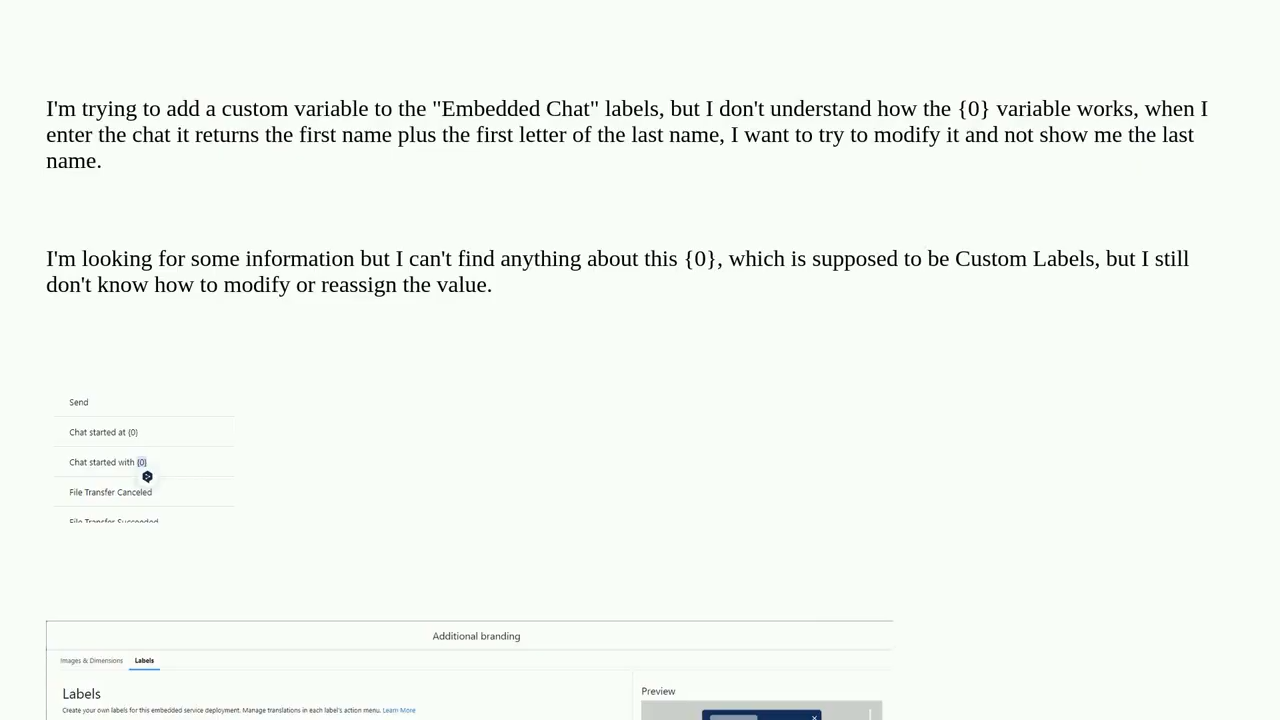 I'm trying to add a custom variable to the "Embedded Chat" labels, but I don't understand how the {0} variable works, when I
enter the chat it returns the first name plus the first letter of the last name, I want to try to modify it and not show me the last
name.
I'm looking for some information but I can't find anything about this {0}, which is supposed to be Custom Labels, but I still
don't know how to modify or reassign the value.
Send
Chat started at {0}
Chat started with {0}
File Transfer Canceled
File Transfer Succeeded
Additional branding
Images & Dimensions Labels
Labels
Preview
Create your own labels for this embedded service deployment. Manage translations in each label's action menu. Learn More